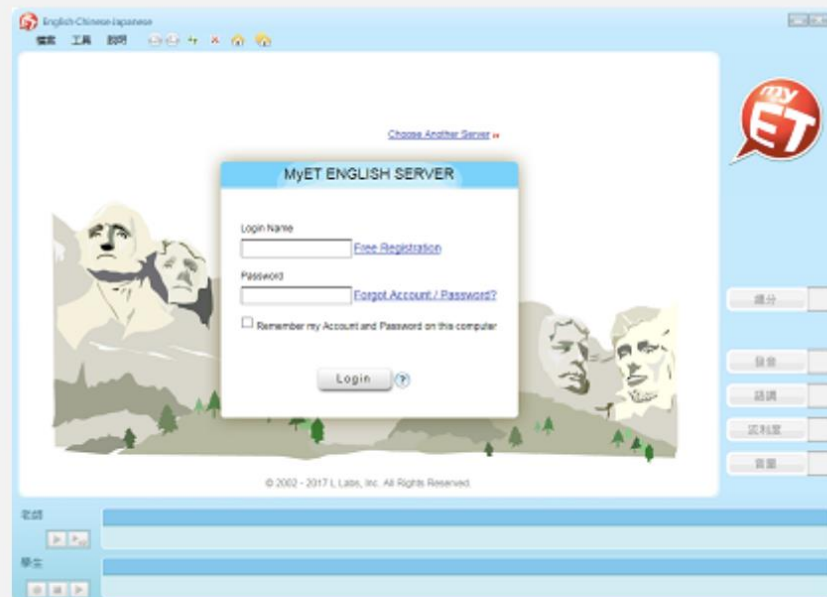 English-Chinese-Japanese
檔案 工具 說明
my
ET
Choose Another Server
MyET ENGLISH SERVER
Login Name
Free Registration
Password
Forgot Account / Password?
Remember my Account and Password on this computer
Login ?
© 2002 - 2017 L Labs, Inc. All Rights Reserved.
總分
發音
語調
流利度
音量
老師
學生